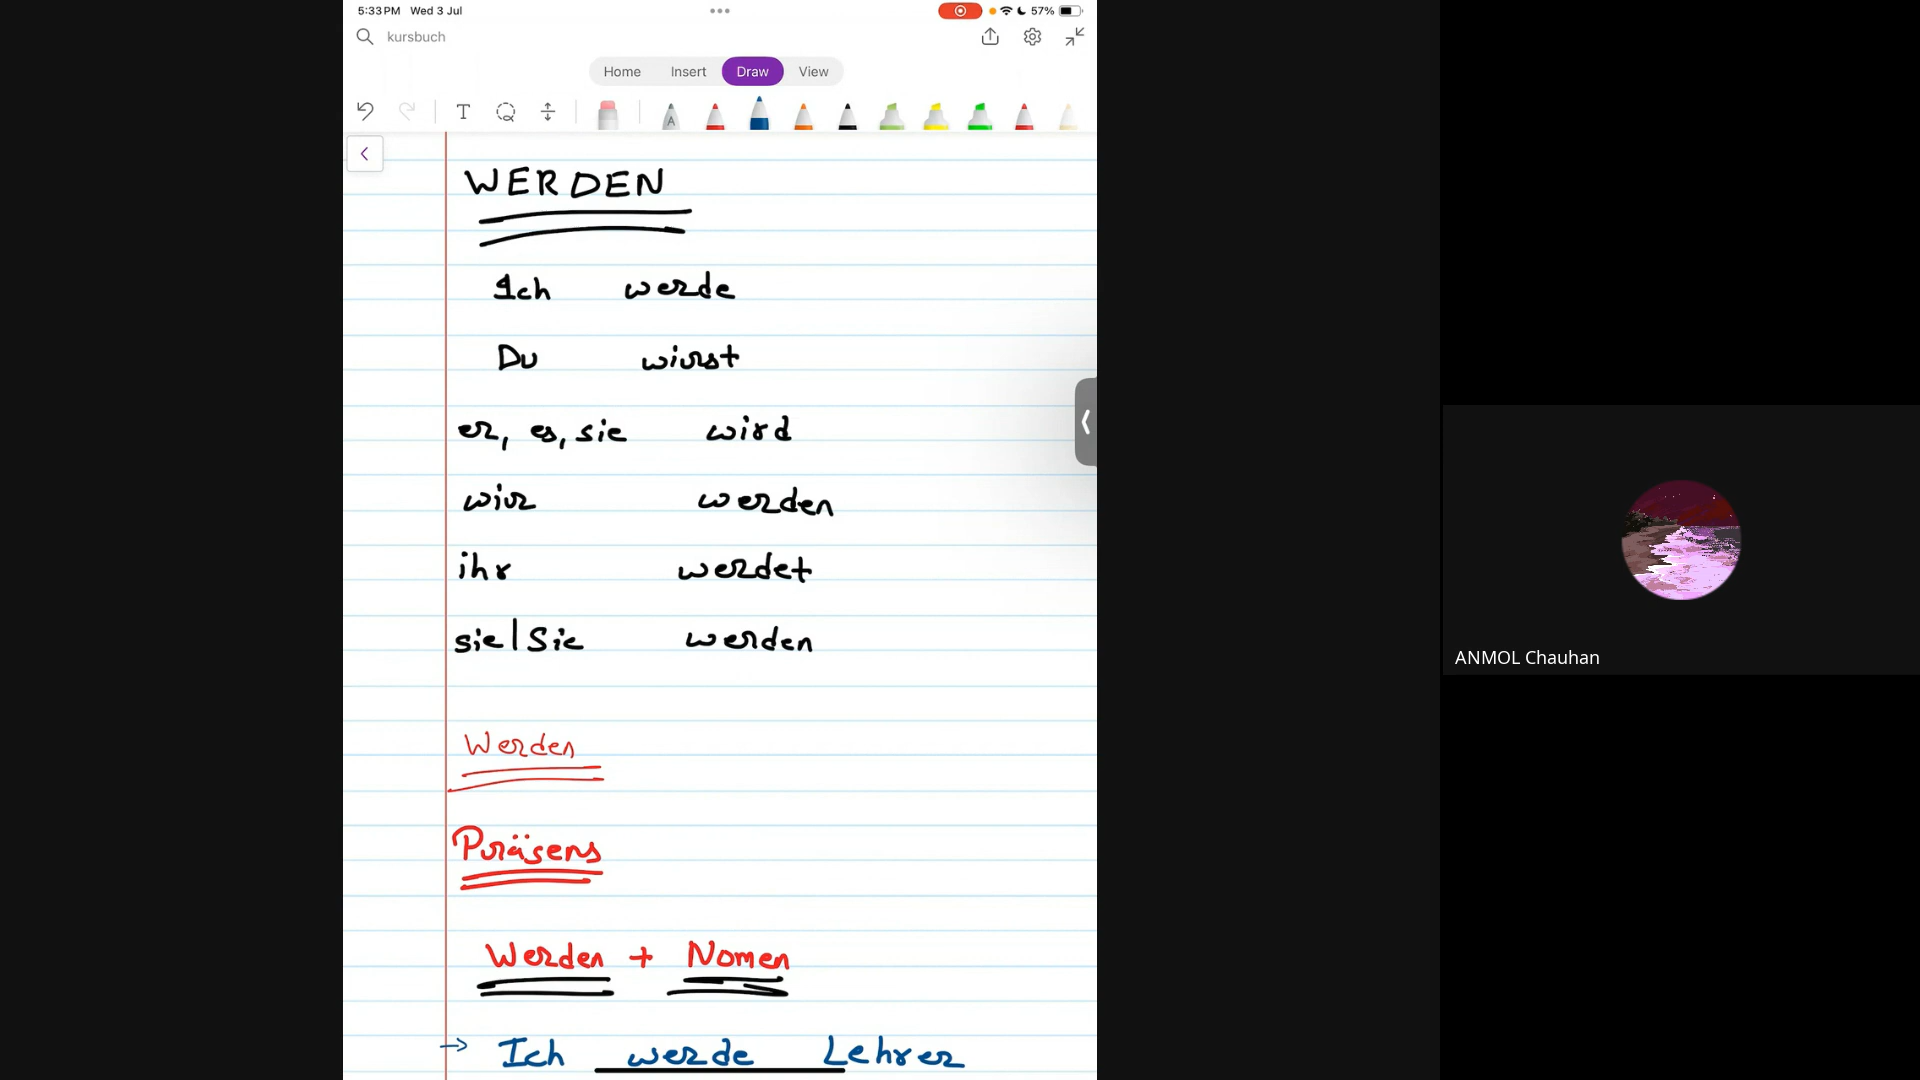 5:33 PM Wed 3 Jul
57%
kursbuch
Home Insert Draw View
T
A
WERDEN
Ich werde
Du wirst
er, es, sie wird
wir werden
ihr werdet
sie|Sie werden
Werden
Präsens
Werden + Nomen
→ Ich werde Lehrer
ANMOL Chauhan